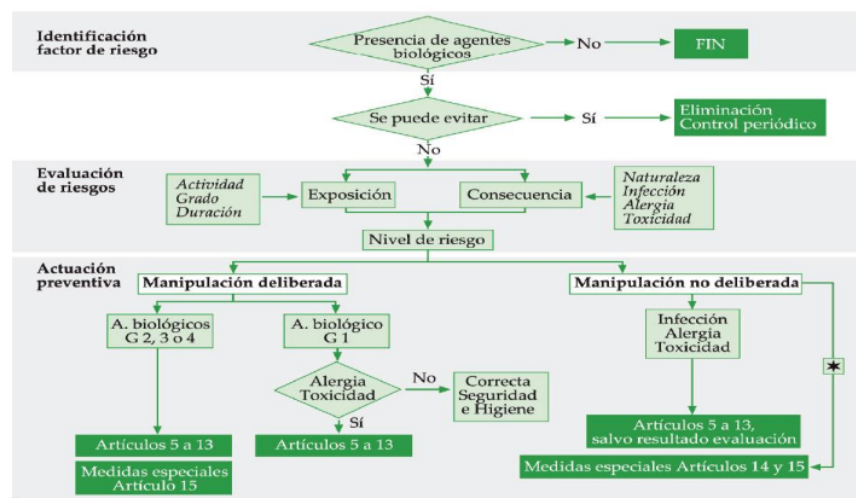 Identificación
factor de riesgo
Presencia de agentes
biológicos
No
FIN
Sí
Se puede evitar
Sí
Eliminación
Control periódico
No
Evaluación
de riesgos
Actividad
Grado
Duración
Exposición
Consecuencia
Naturaleza
Infección
Alergia
Toxicidad
Nivel de riesgo
Actuación
preventiva
Manipulación deliberada
Manipulación no deliberada
A. biológicos
G 2, 3 o 4
A. biológico
G 1
Infección
Alergia
Toxicidad
Alergia
Toxicidad
No
Correcta
Seguridad
e Higiene
Sí
Artículos 5 a 13
Artículos 5 a 13
Artículos 5 a 13,
salvo resultado evaluación
Medidas especiales
Artículo 15
Medidas especiales Artículos 14 y 15